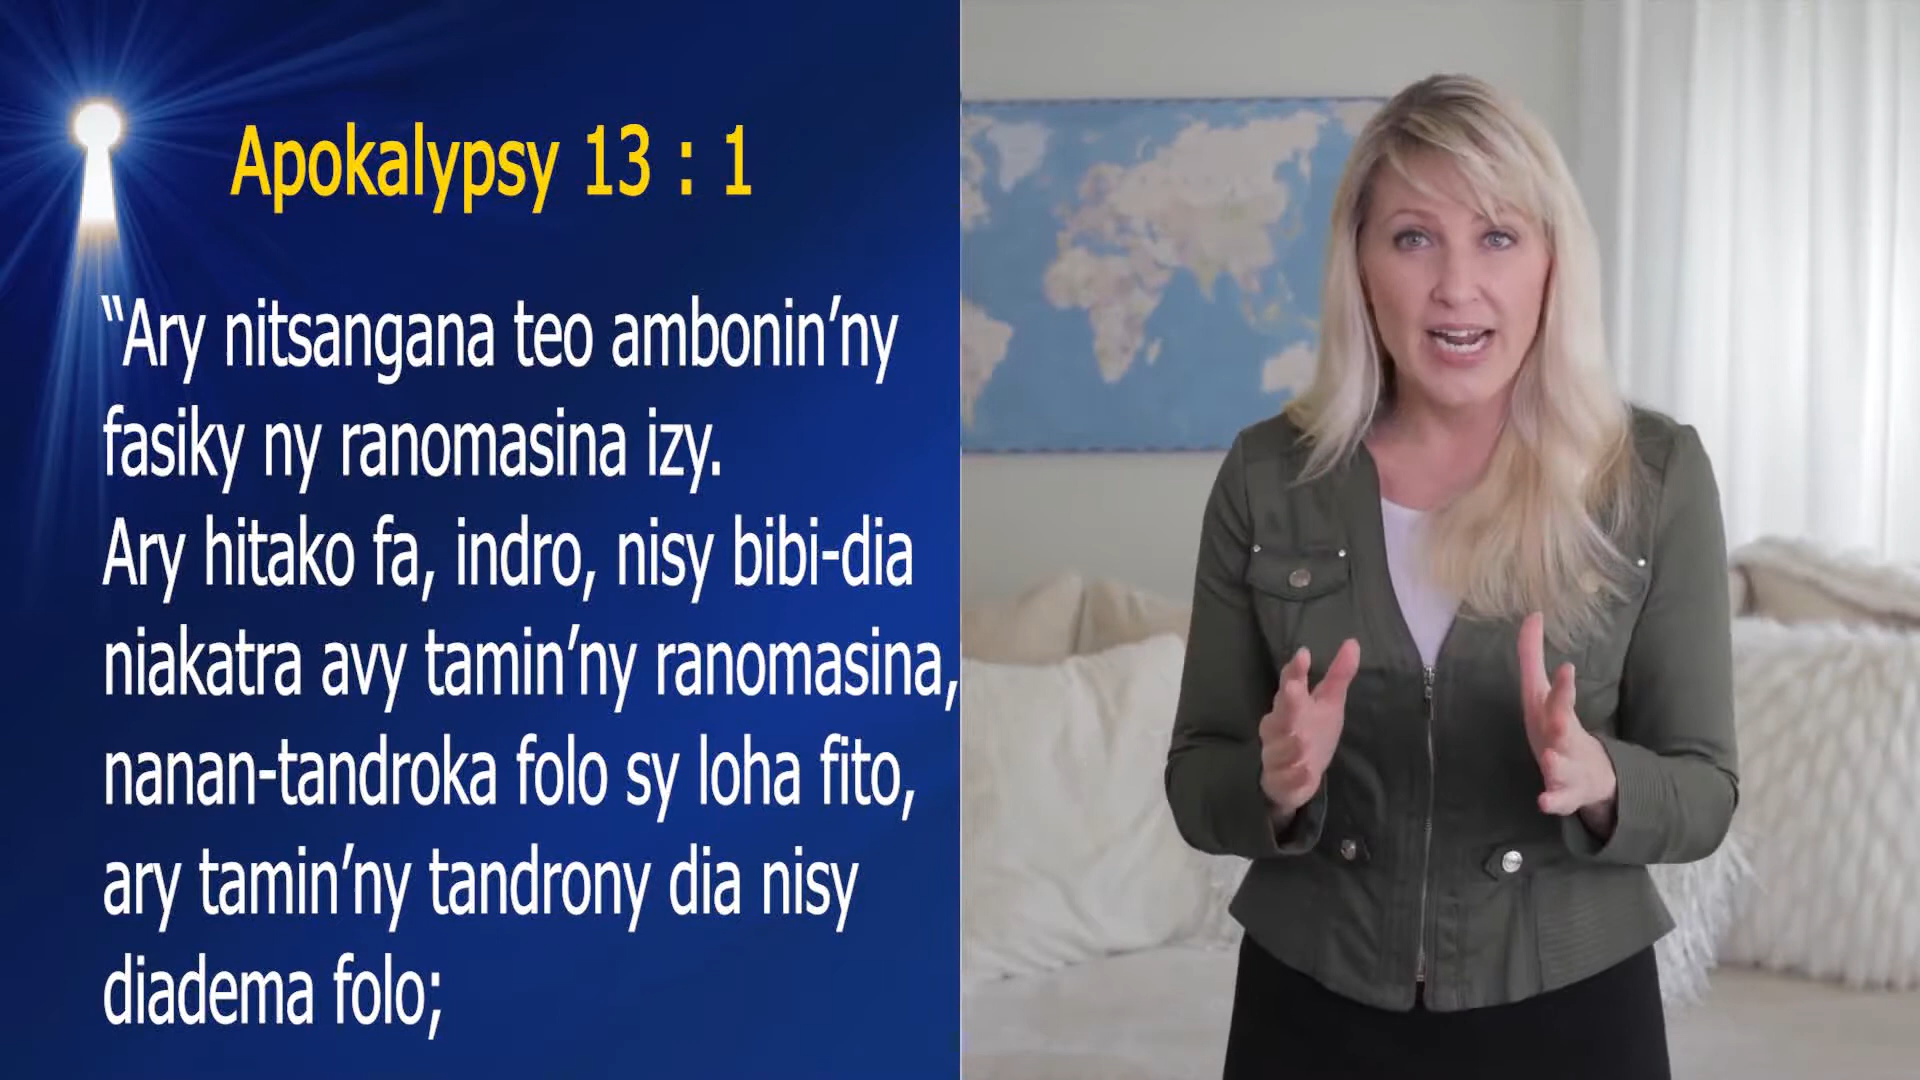 Apokalypsy 13 : 1
“Ary nitsangana teo ambonin’ny
fasiky ny ranomasina izy.
Ary hitako fa, indro, nisy bibi-dia
niakatra avy tamin’ny ranomasina,
nanan-tandroka folo sy loha fito,
ary tamin’ny tandrony dia nisy
diadema folo;